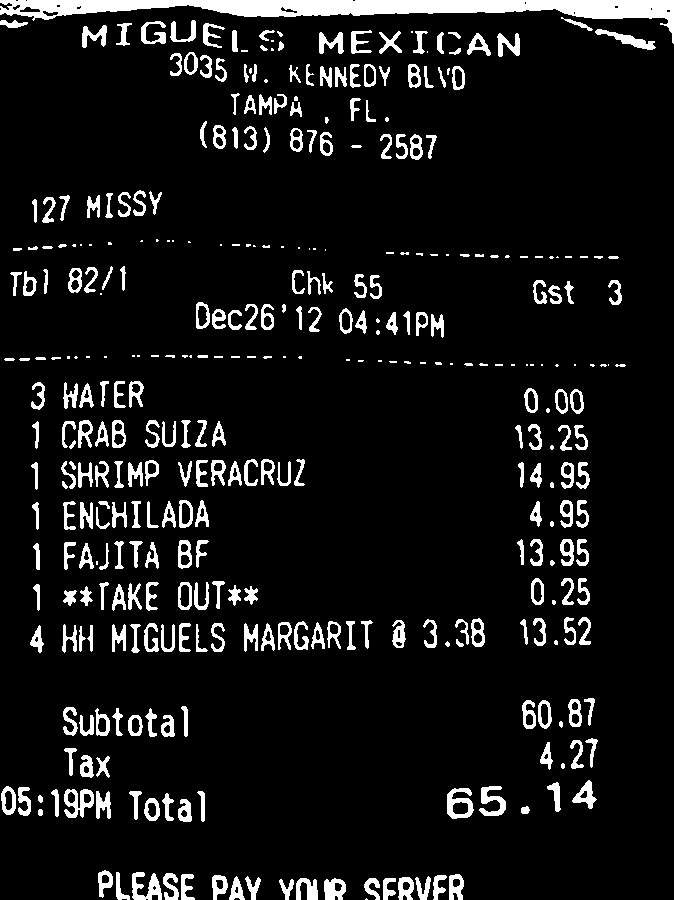 MIGUELS MEXICAN
3035 W. KENNEDY BLVD
TAMPA , FL.
(813) 876 - 2587
127 MISSY
Tbl 82/1 Chk 55 Gst 3
Dec26'12 04:41PM
3 WATER 0.00
1 CRAB SUIZA 13.25
1 SHRIMP VERACRUZ 14.95
1 ENCHILADA 4.95
1 FAJITA BF 13.95
1 **TAKE OUT** 0.25
4 HH MIGUELS MARGARIT @ 3.38 13.52
Subtotal 60.87
Tax 4.27
05:19PM Total 65.14
PLEASE PAY YOUR SERVER